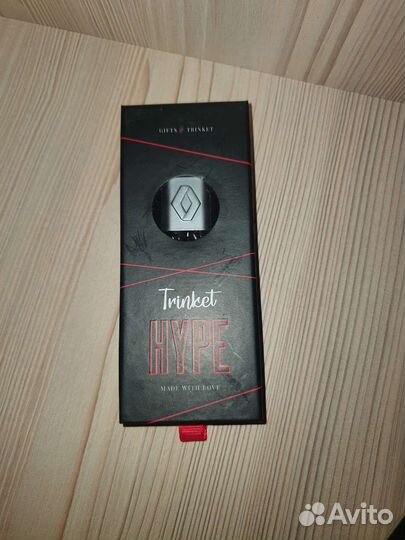 GIFTS & TRINKET
Trinket
HYPE
MADE WITH LOVE
Avito